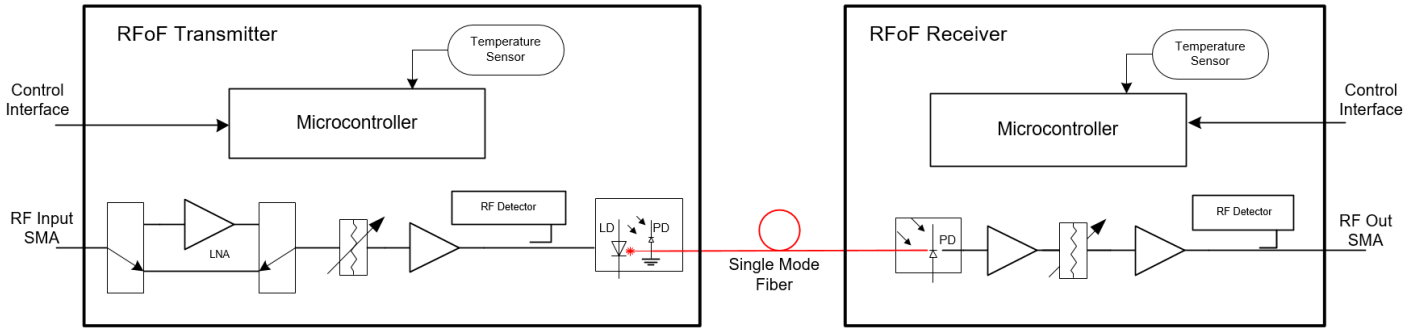 RFoF Transmitter
Temperature
Sensor
Control
Interface
Microcontroller
RF Input
SMA
LNA
RF Detector
LD
PD
Single Mode
Fiber
RFoF Receiver
Temperature
Sensor
Control
Interface
Microcontroller
PD
RF Detector
RF Out
SMA